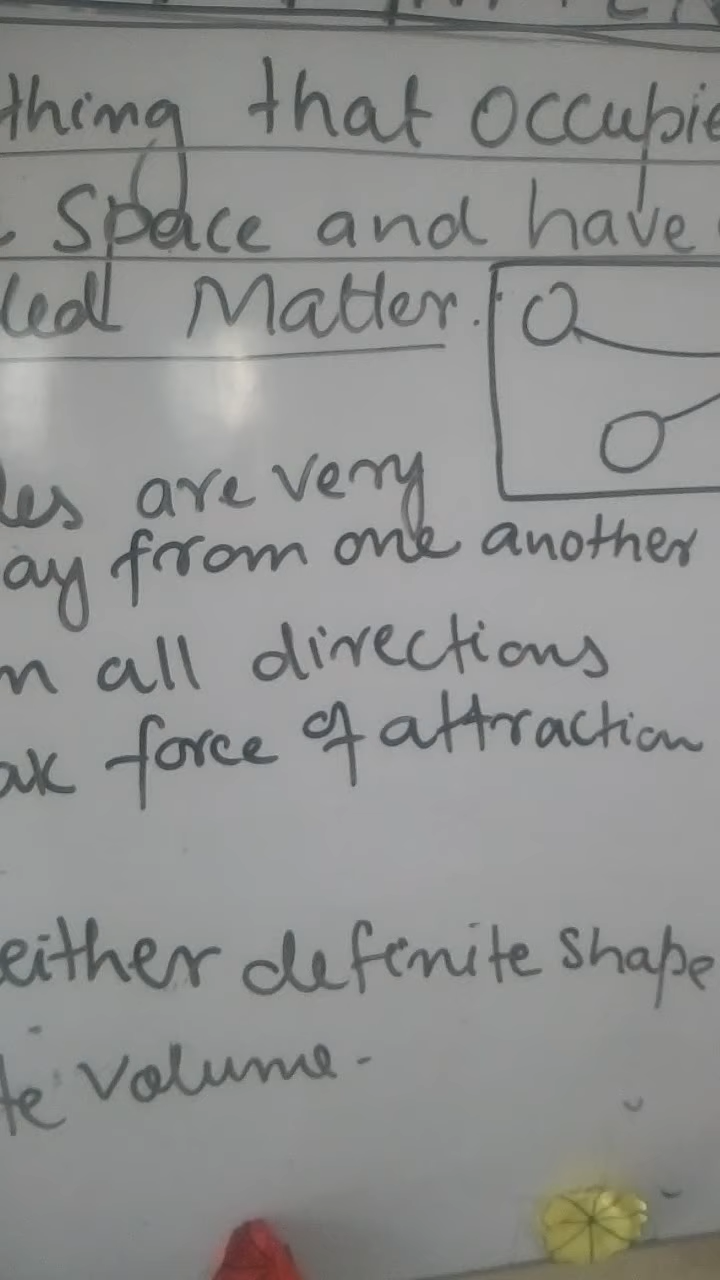 thing that occupie
Space and have
led Matter.
les are very
ay from one another
n all directions
ak force of attraction
either definite shape
te volume.